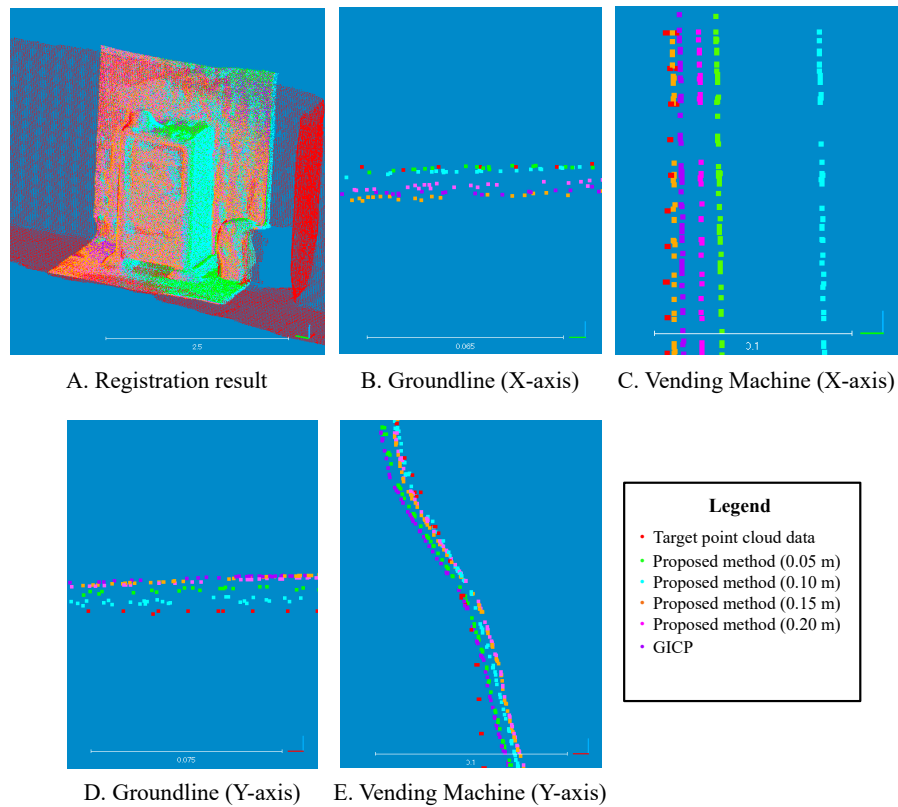 25
A. Registration result
0.065
B. Groundline (X-axis)
0.1
C. Vending Machine (X-axis)
0.075
D. Groundline (Y-axis)
0.1
E. Vending Machine (Y-axis)
Legend
Target point cloud data
Proposed method (0.05 m)
Proposed method (0.10 m)
Proposed method (0.15 m)
Proposed method (0.20 m)
GICP